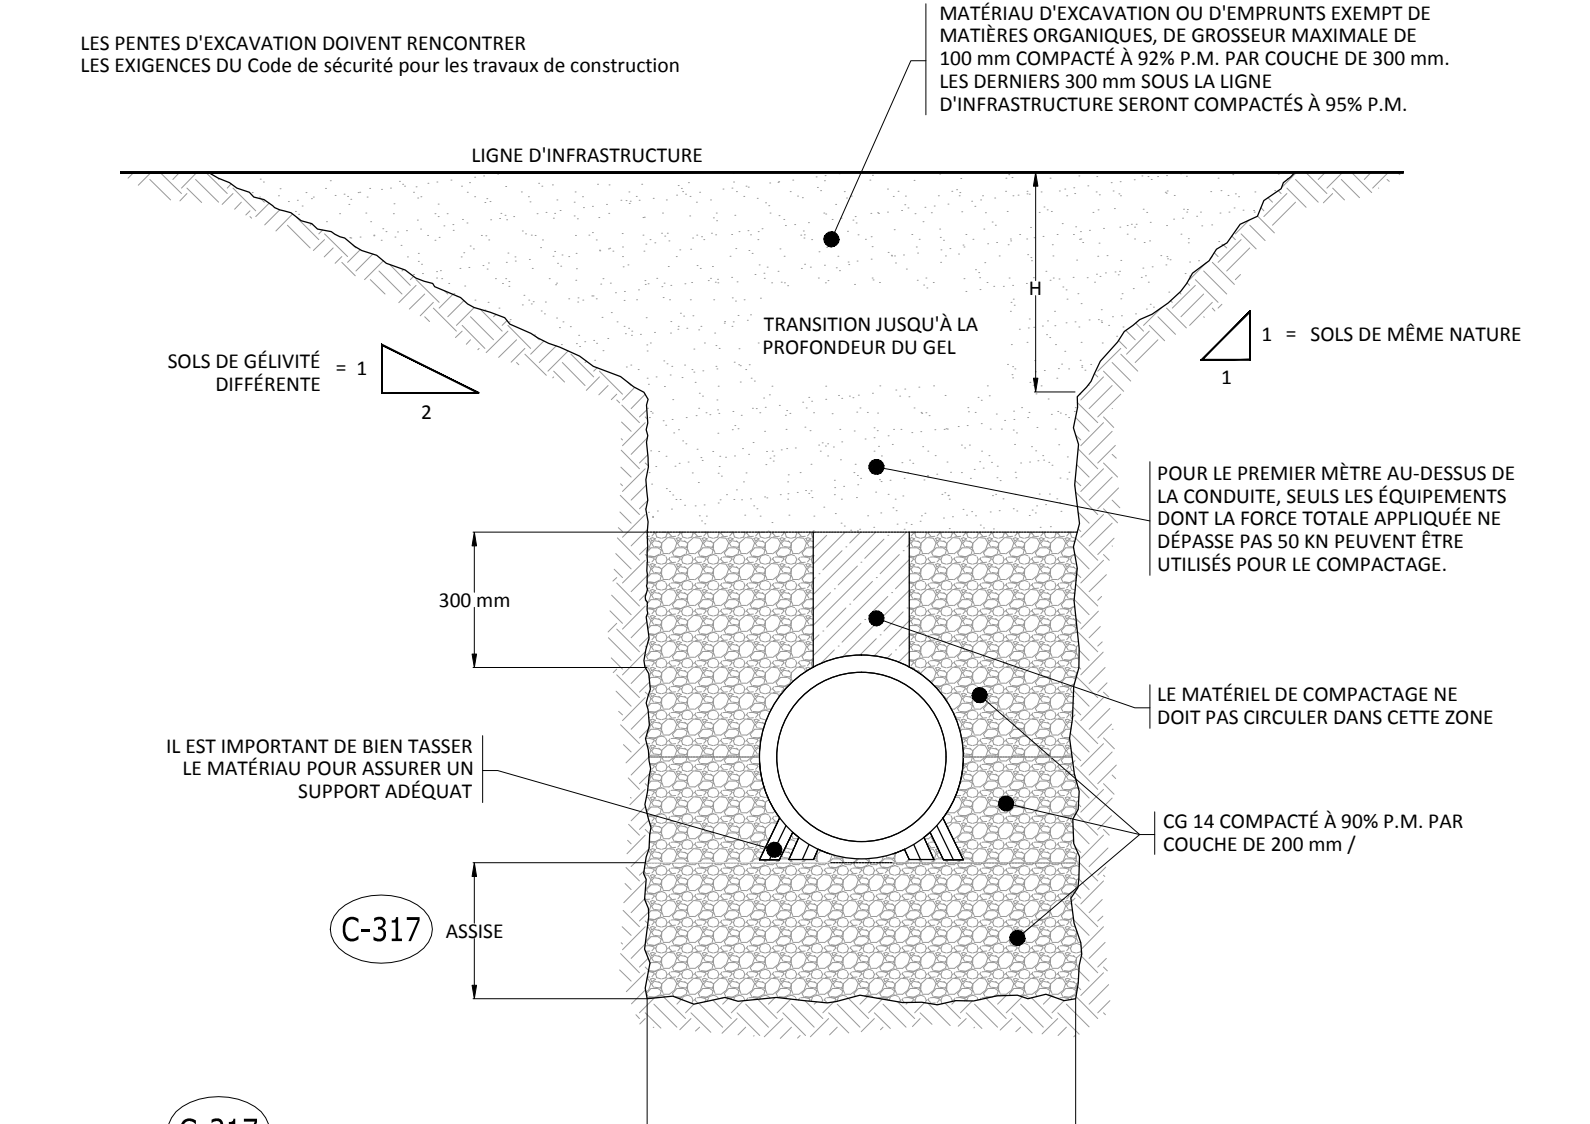 LES PENTES D'EXCAVATION DOIVENT RENCONTRER
LES EXIGENCES DU Code de sécurité pour les travaux de construction
MATÉRIAU D'EXCAVATION OU D'EMPRUNTS EXEMPT DE
MATIÈRES ORGANIQUES, DE GROSSEUR MAXIMALE DE
100 mm COMPACTÉ À 92% P.M. PAR COUCHE DE 300 mm.
LES DERNIERS 300 mm SOUS LA LIGNE
D'INFRASTRUCTURE SERONT COMPACTÉS À 95% P.M.
LIGNE D'INFRASTRUCTURE
H
TRANSITION JUSQU'À LA
PROFONDEUR DU GEL
SOLS DE GÉLIVITÉ
DIFFÉRENTE
= 1
2
1 = SOLS DE MÊME NATURE
1
POUR LE PREMIER MÈTRE AU-DESSUS DE
LA CONDUITE, SEULS LES ÉQUIPEMENTS
DONT LA FORCE TOTALE APPLIQUÉE NE
DÉPASSE PAS 50 KN PEUVENT ÊTRE
UTILISÉS POUR LE COMPACTAGE.
300 mm
LE MATÉRIEL DE COMPACTAGE NE
DOIT PAS CIRCULER DANS CETTE ZONE
IL EST IMPORTANT DE BIEN TASSER
LE MATÉRIAU POUR ASSURER UN
SUPPORT ADÉQUAT
CG 14 COMPACTÉ À 90% P.M. PAR
COUCHE DE 200 mm /
C-317
ASSISE
C-317